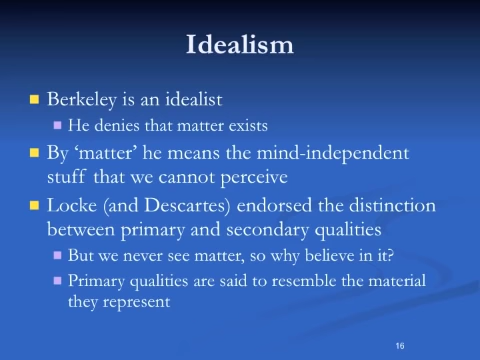 Idealism
Berkeley is an idealist
He denies that matter exists
By ‘matter’ he means the mind-independent
stuff that we cannot perceive
Locke (and Descartes) endorsed the distinction
between primary and secondary qualities
But we never see matter, so why believe in it?
Primary qualities are said to resemble the material
they represent
16